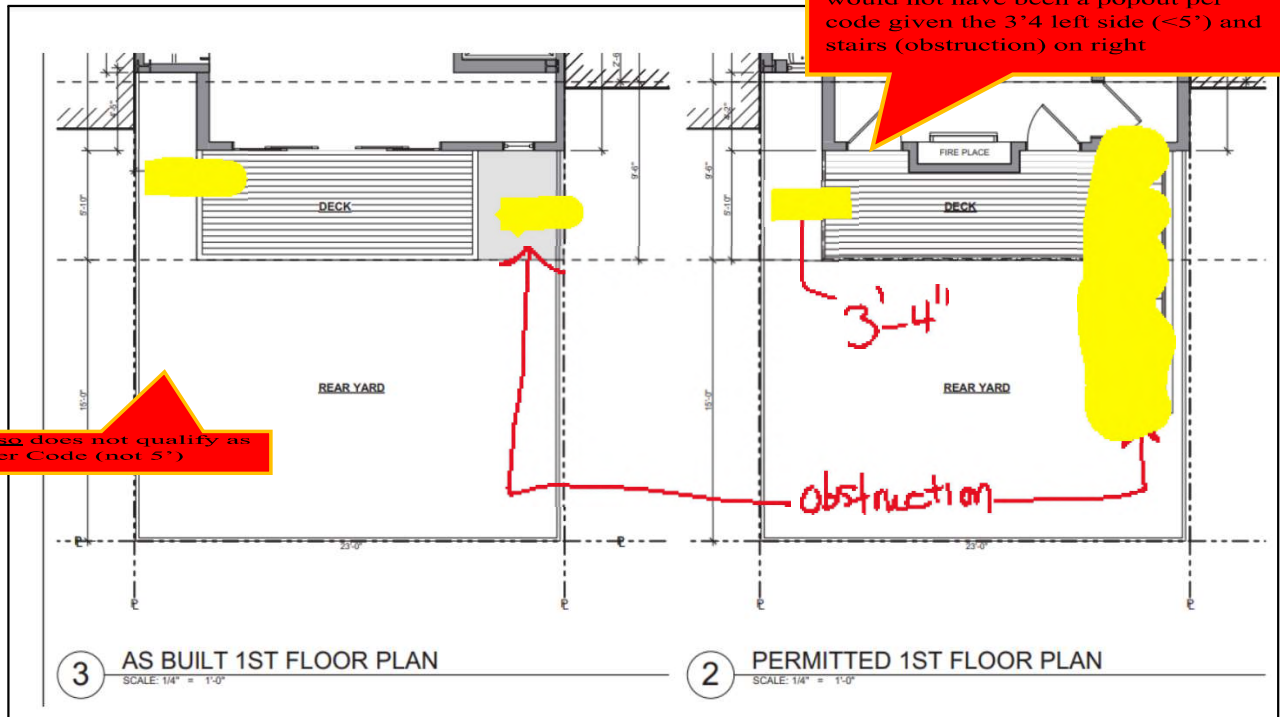 would not have been a popout per
code given the 3’4 left side (<5’) and
stairs (obstruction) on right
FIRE PLACE
DECK
DECK
9'-6"
9'-6"
5'-10"
5'-10"
3'-4"
REAR YARD
REAR YARD
15'-0"
15'-0"
so does not qualify as
er Code (not 5’)
obstruction
23'-0"
23'-0"
3 AS BUILT 1ST FLOOR PLAN
SCALE: 1/4" = 1'-0"
2 PERMITTED 1ST FLOOR PLAN
SCALE: 1/4" = 1'-0"